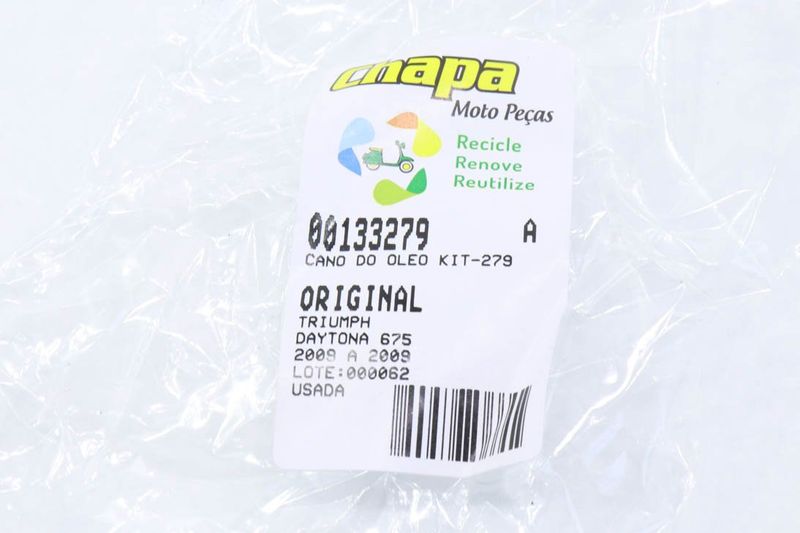 chapa
Moto Peças
Recicle
Renove
Reutilize
00133279 A
CANO DO OLEO KIT-279
ORIGINAL
TRIUMPH
DAYTONA 675
2009 A 2009
LOTE:000062
USADA